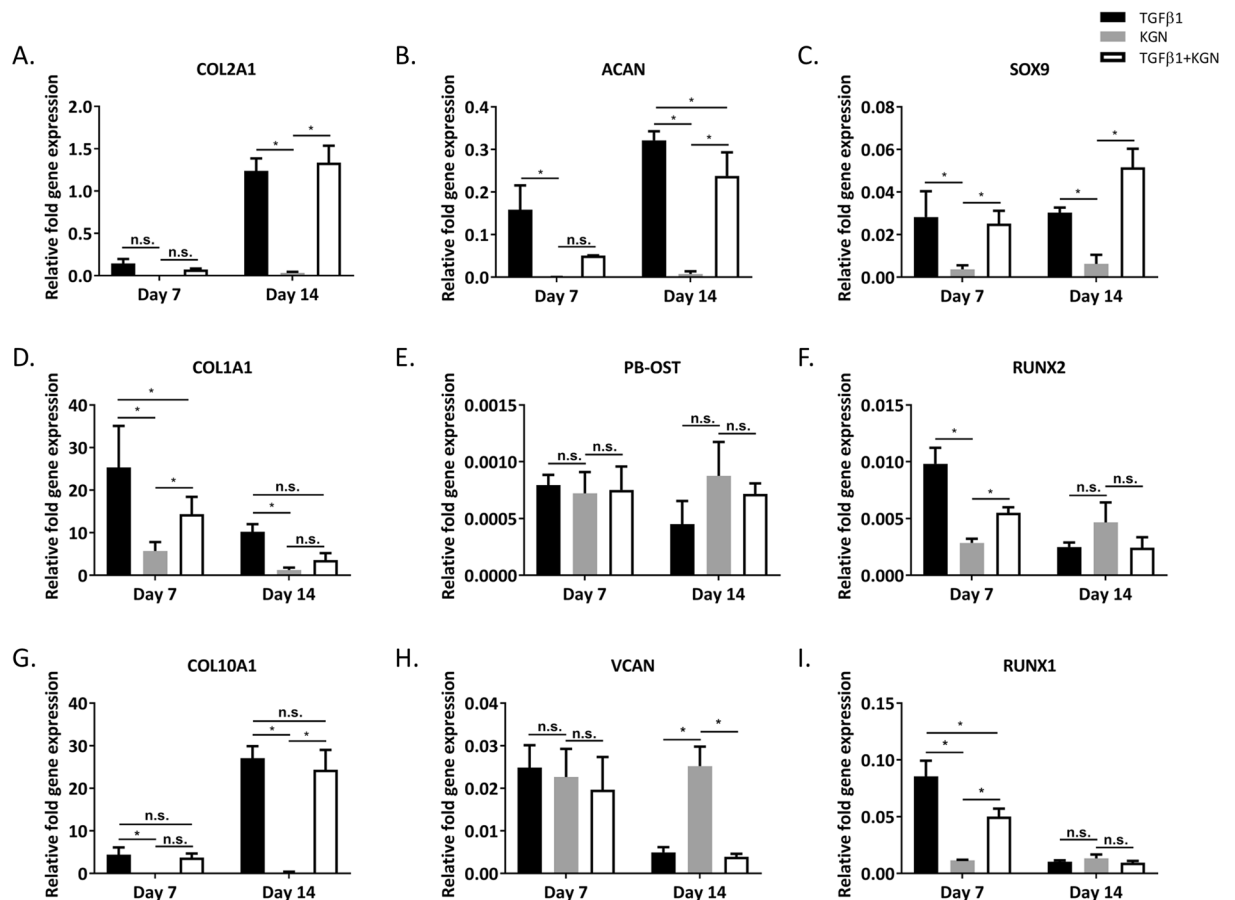 TGFβ1
KGN
TGFβ1+KGN
A.
COL2A1
Relative fold gene expression
2.0
1.5
1.0
0.5
0.0
n.s.
n.s.
*
*
Day 7
Day 14
B.
ACAN
Relative fold gene expression
0.4
0.3
0.2
0.1
0.0
*
n.s.
*
*
*
Day 7
Day 14
C.
SOX9
Relative fold gene expression
0.08
0.06
0.04
0.02
0.00
*
*
*
*
Day 7
Day 14
D.
COL1A1
Relative fold gene expression
40
30
20
10
0
*
*
*
n.s.
*
n.s.
Day 7
Day 14
E.
PB-OST
Relative fold gene expression
0.0015
0.0010
0.0005
0.0000
n.s.
n.s.
n.s.
n.s.
Day 7
Day 14
F.
RUNX2
Relative fold gene expression
0.015
0.010
0.005
0.000
*
*
n.s.
n.s.
Day 7
Day 14
G.
COL10A1
Relative fold gene expression
40
30
20
10
0
n.s.
*
n.s.
n.s.
*
*
Day 7
Day 14
H.
VCAN
Relative fold gene expression
0.04
0.03
0.02
0.01
0.00
n.s.
n.s.
*
*
Day 7
Day 14
I.
RUNX1
Relative fold gene expression
0.15
0.10
0.05
0.00
*
*
*
n.s.
n.s.
Day 7
Day 14